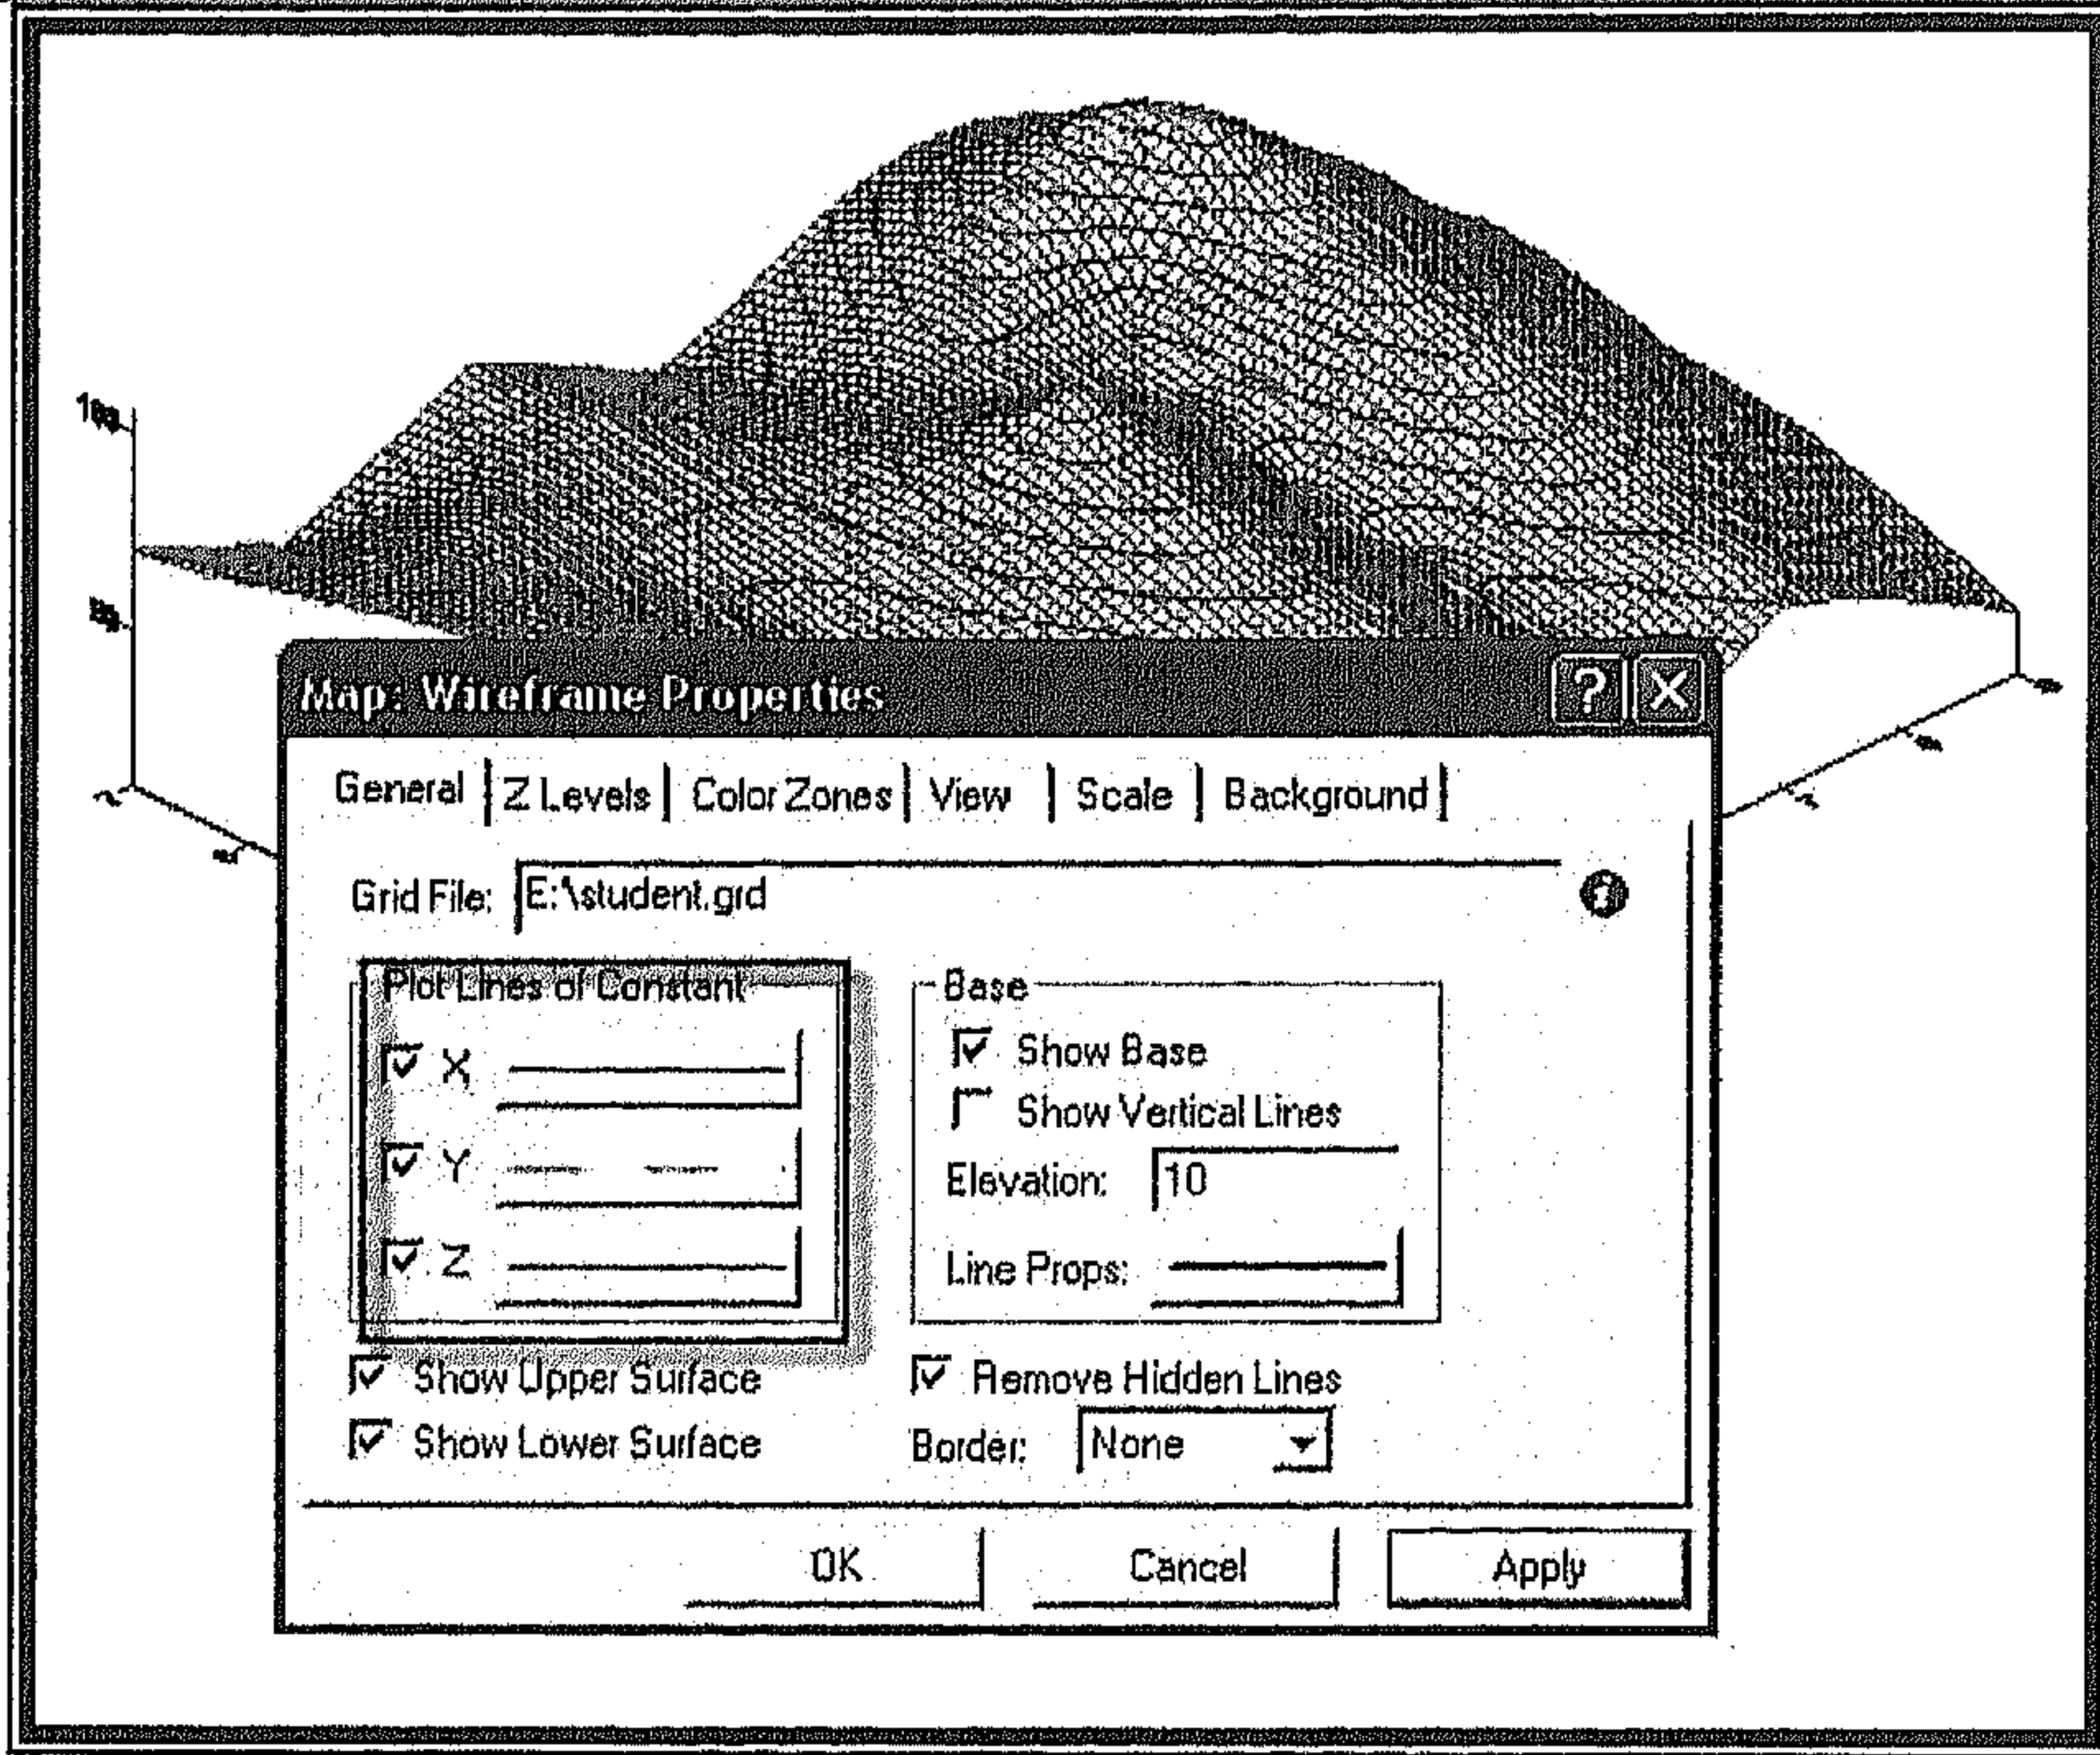 Map: Wireframe Properties
General Z Levels Color Zones View Scale Background
Grid File: E:\student.grd
Plot Lines of Constant
X
Y
Z
Base
Show Base
Show Vertical Lines
Elevation: 10
Line Props:
Show Upper Surface
Show Lower Surface
Remove Hidden Lines
Border: None
OK Cancel Apply